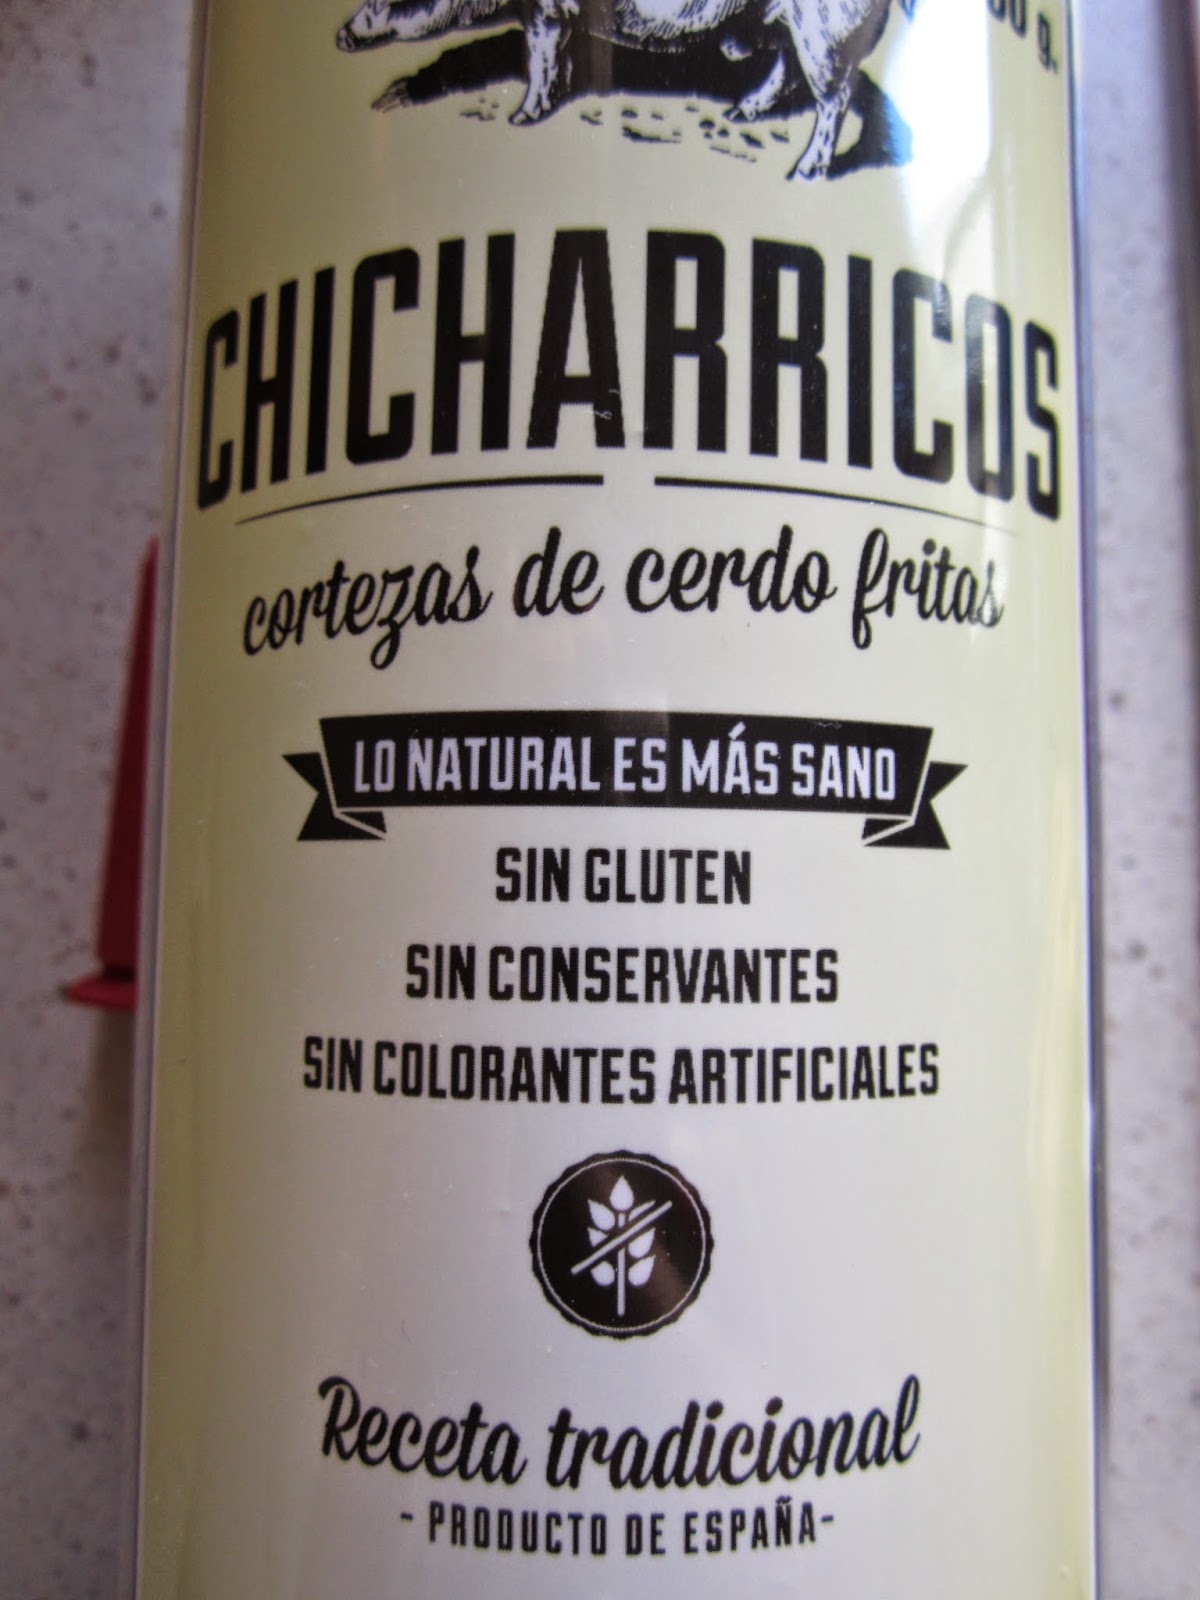 g.
CHICHARRICOS
cortezas de cerdo fritas
LO NATURAL ES MÁS SANO
SIN GLUTEN
SIN CONSERVANTES
SIN COLORANTES ARTIFICIALES
Receta tradicional
- PRODUCTO DE ESPAÑA-